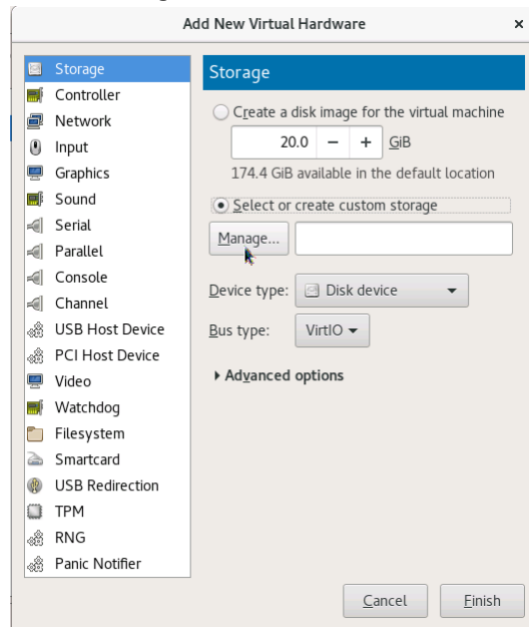 Add New Virtual Hardware ×
Storage
Controller
Network
Input
Graphics
Sound
Serial
Parallel
Console
Channel
USB Host Device
PCI Host Device
Video
Watchdog
Filesystem
Smartcard
USB Redirection
TPM
RNG
Panic Notifier
Storage
Create a disk image for the virtual machine
20.0 − + GiB
174.4 GiB available in the default location
Select or create custom storage
Manage...
Device type: Disk device
Bus type: VirtIO
Advanced options
Cancel Finish